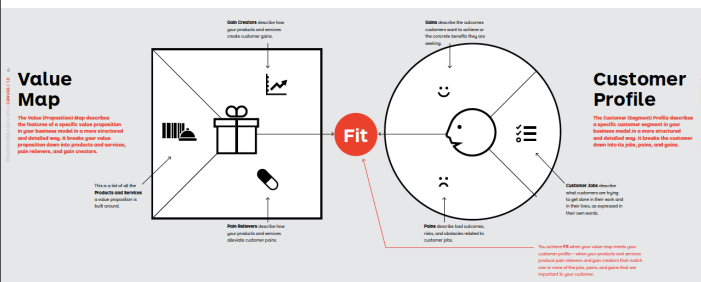 Value
Map
The Value (Proposition) Map describes
the features of a specific value proposition
in your business model in a more structured
and detailed way. It breaks your value
proposition down into products and services,
pain relievers, and gain creators.
Gain Creators describe how
your products and services
create customer gains.
This is a list of all the
Products and Services
a value proposition is
built around.
Pain Relievers describe how
your products and services
alleviate customer pains.
Fit
Gains describe the outcomes
customers want to achieve or
the concrete benefits they are
seeking.
Pains describe bad outcomes,
risks, and obstacles related to
customer jobs.
Customer
Profile
The Customer (Segment) Profile describes
a specific customer segment in your
business model in a more structured
and detailed way. It breaks the customer
down into its jobs, pains, and gains.
Customer Jobs describe
what customers are trying
to get done in their work and
in their lives, as expressed in
their own words.
You achieve Fit when your value map meets your
customer profile—when your products and services
produce pain relievers and gain creators that match
one or more of the jobs, pains, and gains that are
important to your customer.